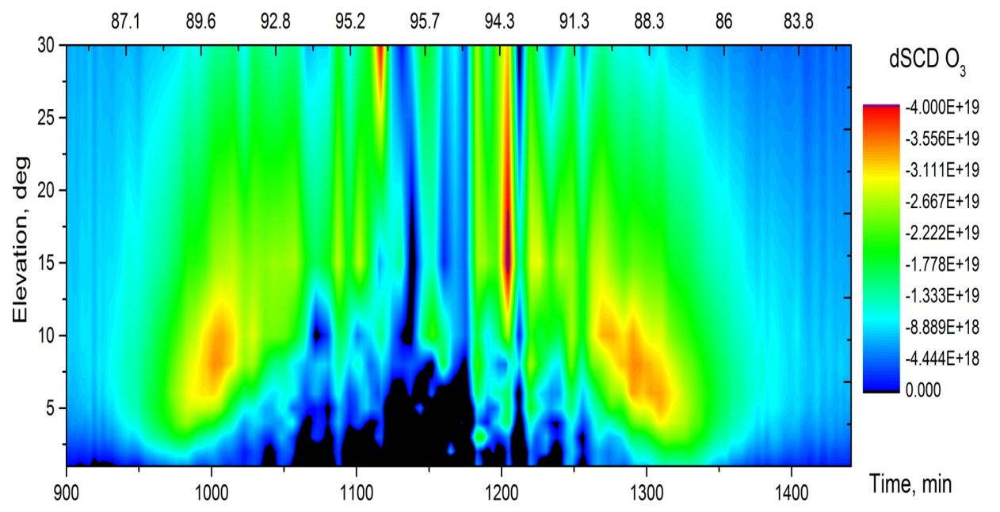 87.1 89.6 92.8 95.2 95.7 94.3 91.3 88.3 86 83.8
dSCD O3
30
25
20
15
10
5
Elevation, deg
-4.000E+19
-3.556E+19
-3.111E+19
-2.667E+19
-2.222E+19
-1.778E+19
-1.333E+19
-8.889E+18
-4.444E+18
0.000
900 1000 1100 1200 1300 1400
Time, min